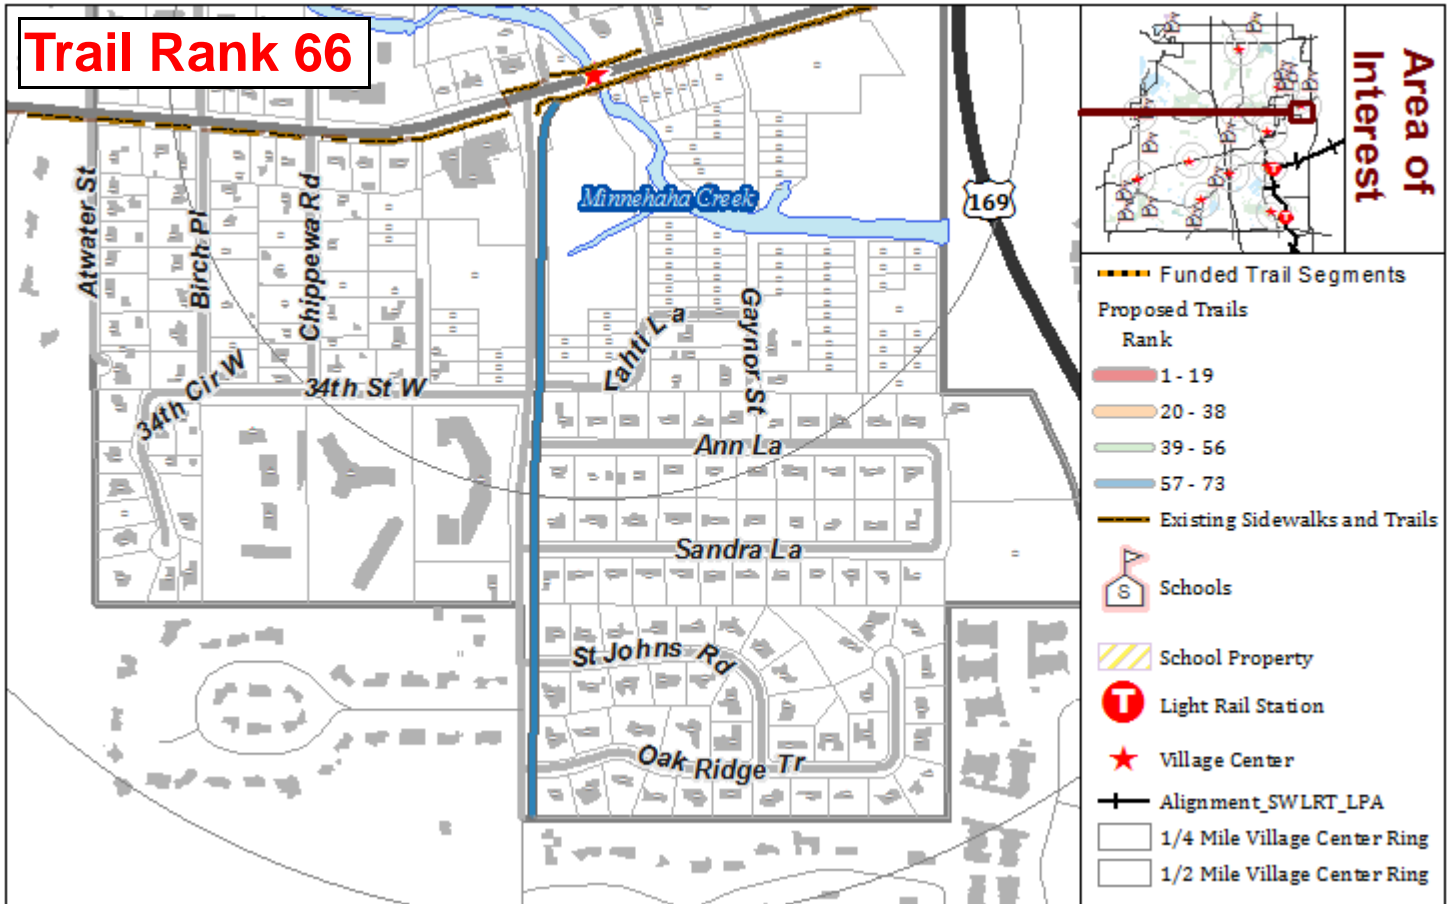 Trail Rank 66
Area of
Interest
Atwater St
Birch Pl
Chippewa Rd
Minnehaha Creek
169
Gaynor St
Lahti La
34th Cir W
34th St W
Ann La
Sandra La
St Johns Rd
Oak Ridge Tr
Funded Trail Segments
Proposed Trails
Rank
1 - 19
20 - 38
39 - 56
57 - 73
Existing Sidewalks and Trails
S
Schools
School Property
T
Light Rail Station
Village Center
Alignment_SWLRT_LPA
1/4 Mile Village Center Ring
1/2 Mile Village Center Ring